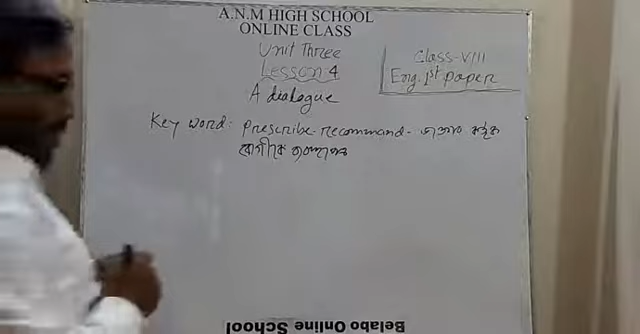 A.N.M HIGH SCHOOL
ONLINE CLASS
Unit Three
Lesson 4
A dialogue
Class-VIII
Eng. 1st paper
Key word: Prescribe-recommand- ডাক্তার কর্তৃক
রোগীকে
Belabo Online School